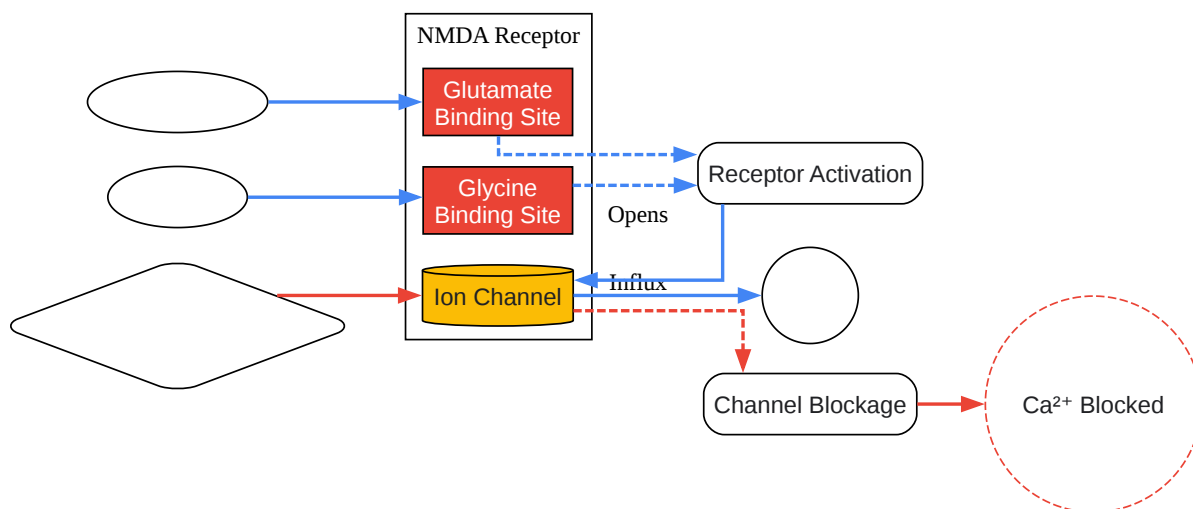 NMDA Receptor
Glutamate
Binding Site
Glycine
Binding Site
Receptor Activation
Opens
Influx
Ion Channel
Channel Blockage
Ca²⁺ Blocked